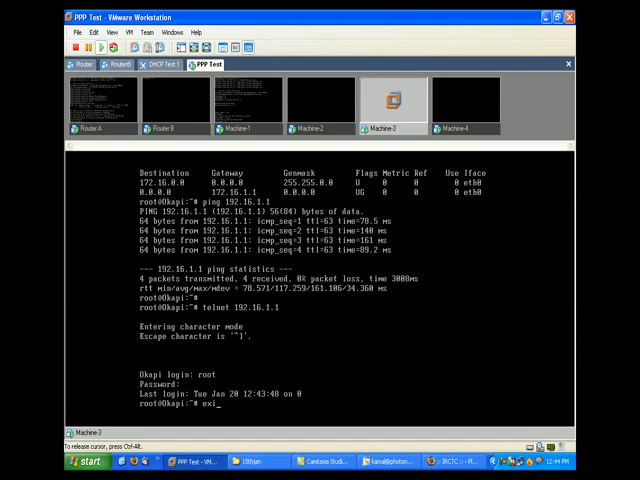 PPP Test - VMware Workstation
File Edit View VM Team Windows Help
Router RouterB DHCP Test 1 PPP Test
Router A Router B Machine-1 Machine-2 Machine-3 Machine-4
Destination Gateway Genmask Flags Metric Ref Use Iface
172.16.0.0 0.0.0.0 255.255.0.0 U 0 0 0 eth0
0.0.0.0 172.16.1.1 0.0.0.0 UG 0 0 0 eth0
root@Okapi:~# ping 192.16.1.1
PING 192.16.1.1 (192.16.1.1) 56(84) bytes of data.
64 bytes from 192.16.1.1: icmp_seq=1 ttl=63 time=78.5 ms
64 bytes from 192.16.1.1: icmp_seq=2 ttl=63 time=140 ms
64 bytes from 192.16.1.1: icmp_seq=3 ttl=63 time=161 ms
64 bytes from 192.16.1.1: icmp_seq=4 ttl=63 time=89.2 ms
--- 192.16.1.1 ping statistics ---
4 packets transmitted, 4 received, 0% packet loss, time 3008ms
rtt min/avg/max/mdev = 78.571/117.259/161.106/34.360 ms
root@Okapi:~#
root@Okapi:~# telnet 192.16.1.1
Entering character mode
Escape character is '^]'.
Okapi login: root
Password:
Last login: Tue Jan 20 12:43:48 on 0
root@Okapi:~# exi_
Machine-3
To release cursor, press Ctrl-Alt.
start PPP Test - VM... 15thjan Camtasia Studi... kamal@photon... :: IRCTC :: - Pl... 12:44 PM